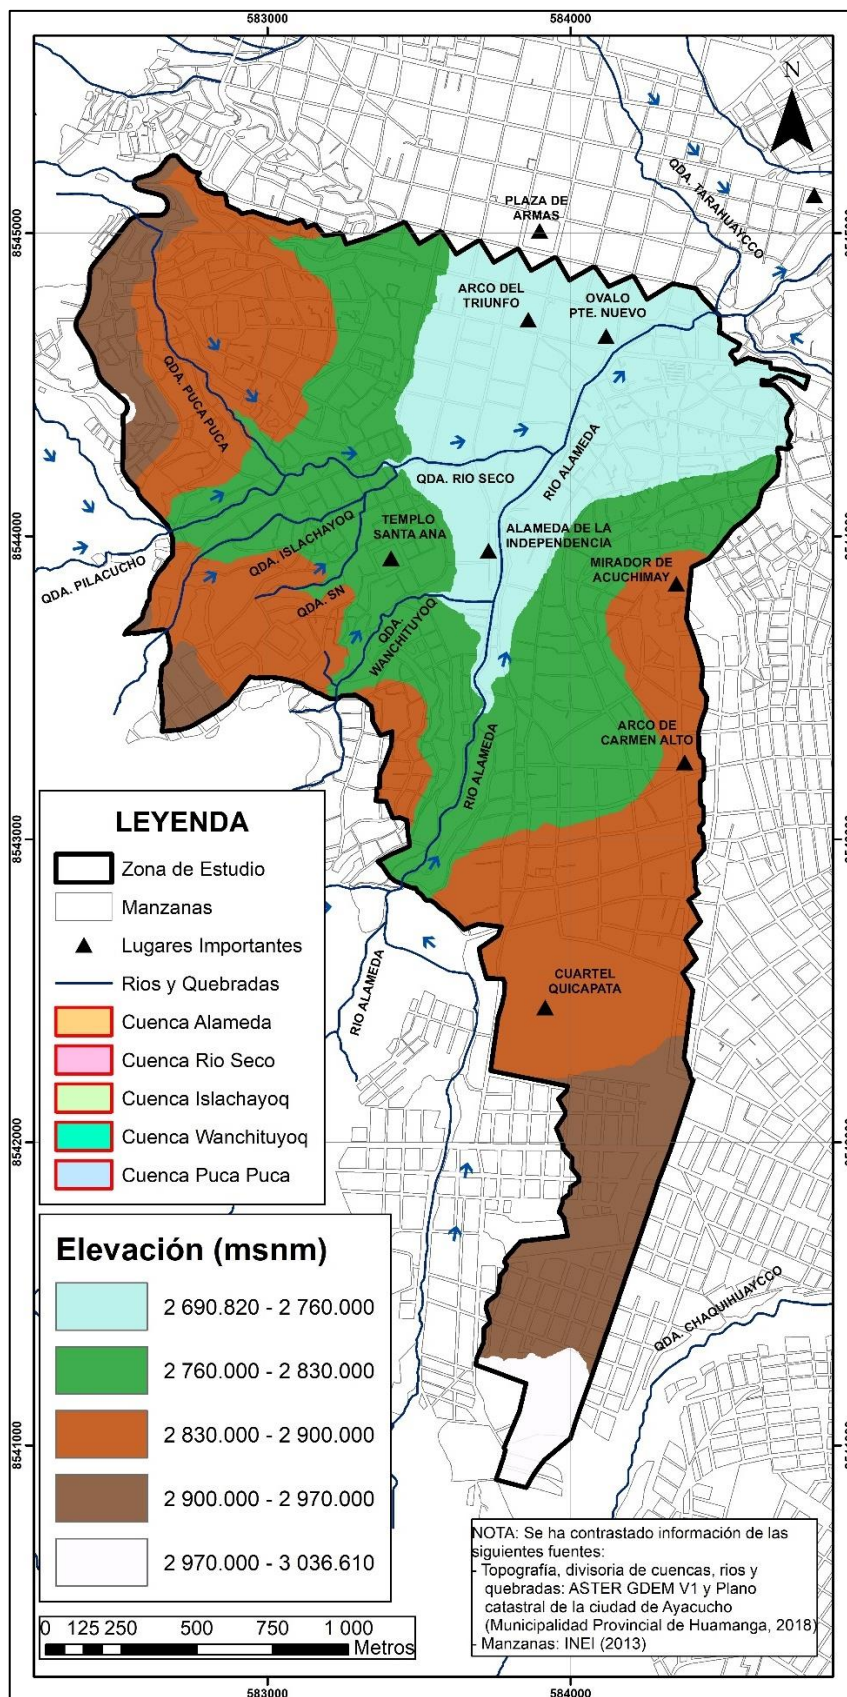 583000
584000
N
QDA. TARAHUAYCCO
PLAZA DE
ARMAS
8545000
ARCO DEL
TRIUNFO
OVALO
PTE. NUEVO
QDA. PUCA PUCA
QDA. RIO SECO
RIO ALAMEDA
8544000
QDA. PILACUCHO
QDA. ISLACHAYOQ
TEMPLO
SANTA ANA
ALAMEDA DE LA
INDEPENDENCIA
MIRADOR DE
ACUCHIMAY
QDA. SN
QDA.
WANCHITUYOQ
ARCO DE
CARMEN ALTO
RIO ALAMEDA
8543000
LEYENDA
Zona de Estudio
Manzanas
Lugares Importantes
Rios y Quebradas
Cuenca Alameda
Cuenca Rio Seco
Cuenca Islachayoq
Cuenca Wanchituyoq
Cuenca Puca Puca
RIO ALAMEDA
CUARTEL
QUICAPATA
8542000
QDA. CHAQUIHUAYCCO
Elevación (msnm)
2 690.820 - 2 760.000
2 760.000 - 2 830.000
2 830.000 - 2 900.000
2 900.000 - 2 970.000
2 970.000 - 3 036.610
8541000
NOTA: Se ha contrastado información de las
siguientes fuentes:
- Topografía, divisoria de cuencas, rios y
quebradas: ASTER GDEM V1 y Plano
catastral de la ciudad de Ayacucho
(Municipalidad Provincial de Huamanga, 2018)
- Manzanas: INEI (2013)
0 125 250 500 750 1 000
Metros
583000
584000